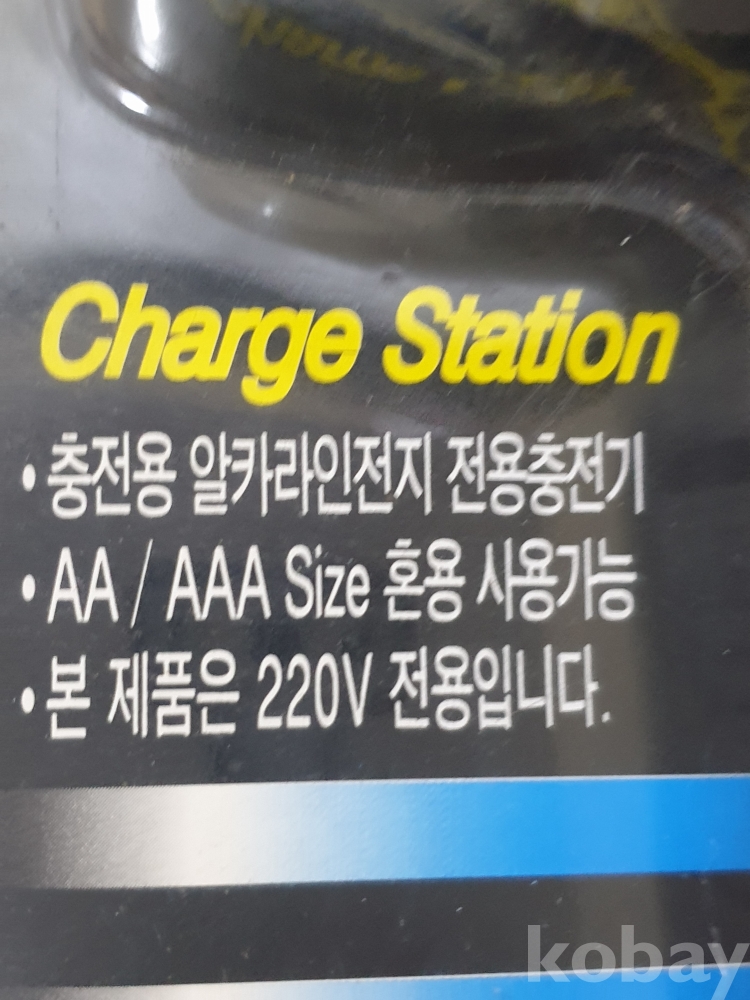 Charge Station
• 충전용 알카라인전지 전용충전기
• AA / AAA Size 혼용 사용가능
• 본 제품은 220V 전용입니다.
kobay